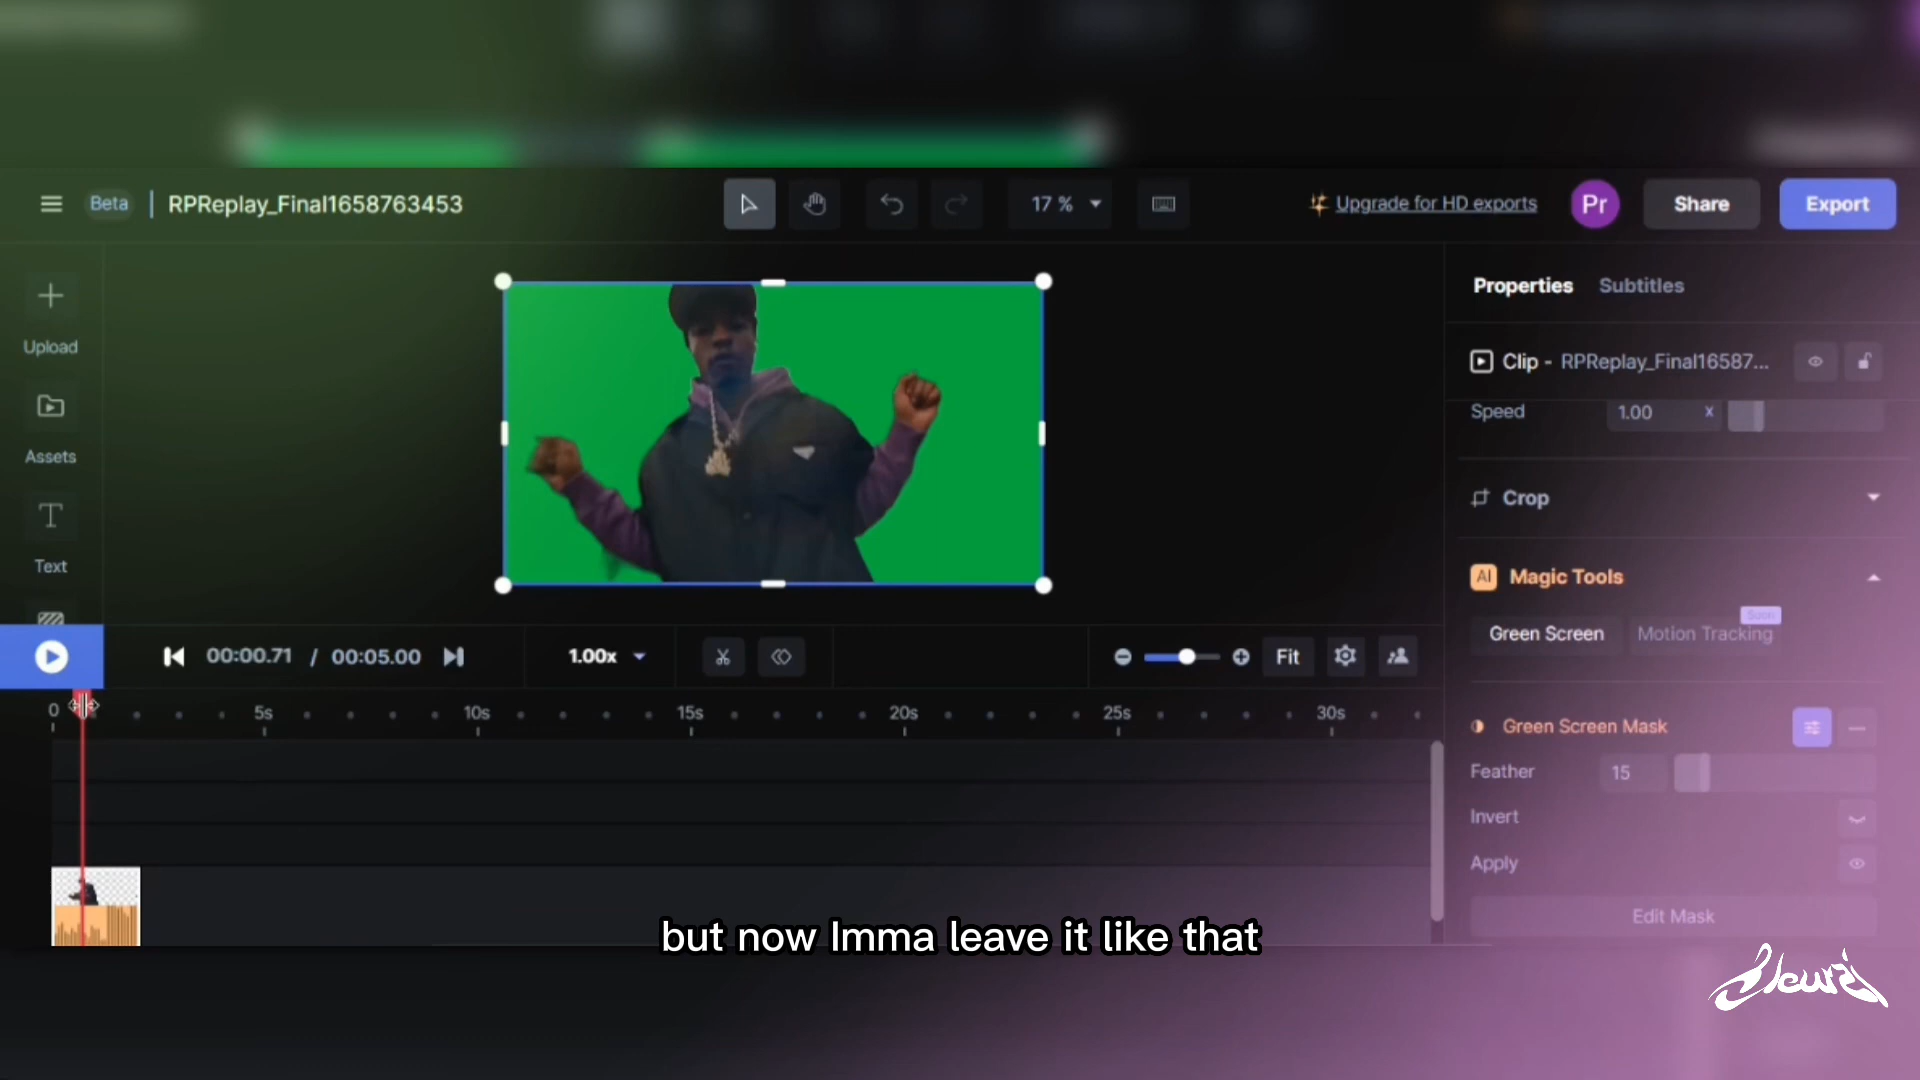 Beta RPReplay_Final1658763453 17 % Upgrade for HD exports Pr Share Export
Upload
Assets
Text
Properties Subtitles
Clip - RPReplay_Final16587...
Speed 1.00 x
Crop
AI Magic Tools
Soon
Green Screen Motion Tracking
Green Screen Mask
Feather 15
Invert
Apply
Edit Mask
00:00.71 / 00:05.00 1.00x Fit
0 5s 10s 15s 20s 25s 30s
but now Imma leave it like that